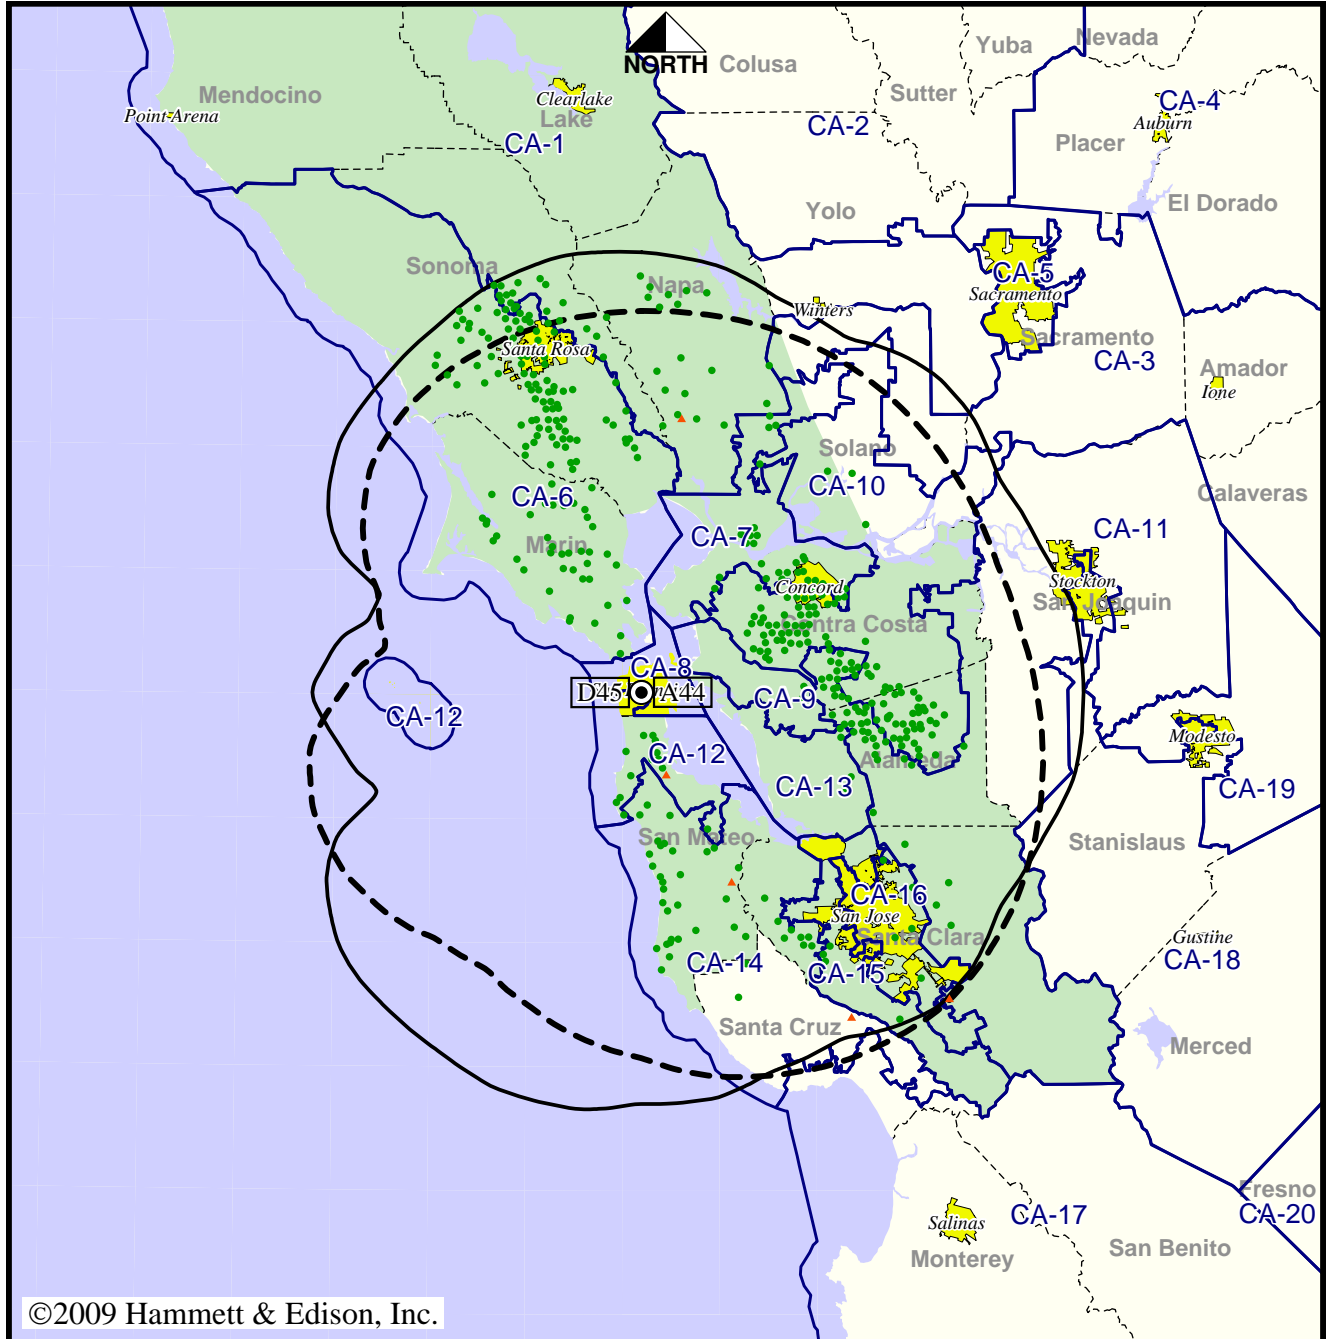 Nevada
Yuba
NORTH
Colusa
Sutter
Mendocino
Clearlake
Lake
CA-4
Point Arena
CA-2
Auburn
CA-1
Placer
El Dorado
Yolo
Sonoma
CA-5
Napa
Sacramento
Winters
Sacramento
Santa Rosa
CA-3
Amador
Ione
Solano
CA-10
CA-6
Calaveras
CA-7
CA-11
Marin
Concord
Stockton
San Joaquin
Contra Costa
CA-8
D45
A44
CA-9
CA-12
CA-12
Modesto
Alameda
CA-13
CA-19
San Mateo
Stanislaus
CA-16
San Jose
Santa Clara
Gustine
CA-14
CA-15
CA-18
Santa Cruz
Merced
Fresno
CA-17
CA-20
Salinas
Monterey
San Benito
©2009 Hammett & Edison, Inc.